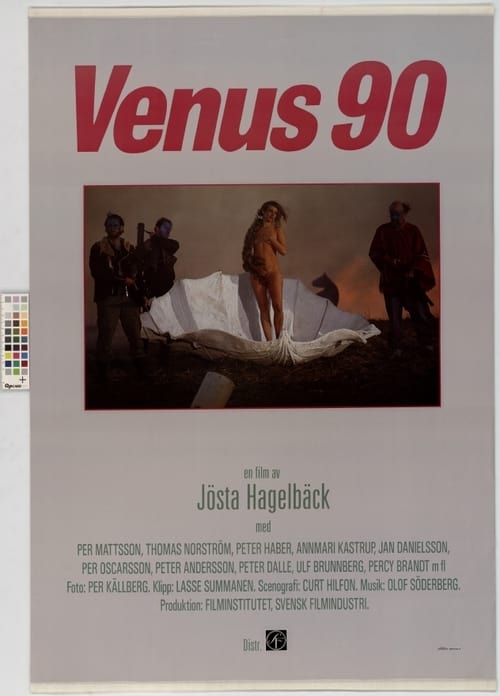 Venus 90
en film av
Jösta Hagelbäck
med
PER MATTSSON, THOMAS NORSTRÖM, PETER HABER, ANNMARI KASTRUP, JAN DANIELSSON,
PER OSCARSSON, PETER ANDERSSON, PETER DALLE, ULF BRUNNBERG, PERCY BRANDT m fl
Foto: PER KÄLLBERG. Klipp: LASSE SUMMANEN. Scenografi: CURT HILFON. Musik: OLOF SÖDERBERG.
Produktion: FILMINSTITUTET, SVENSK FILMINDUSTRI.
Distr.